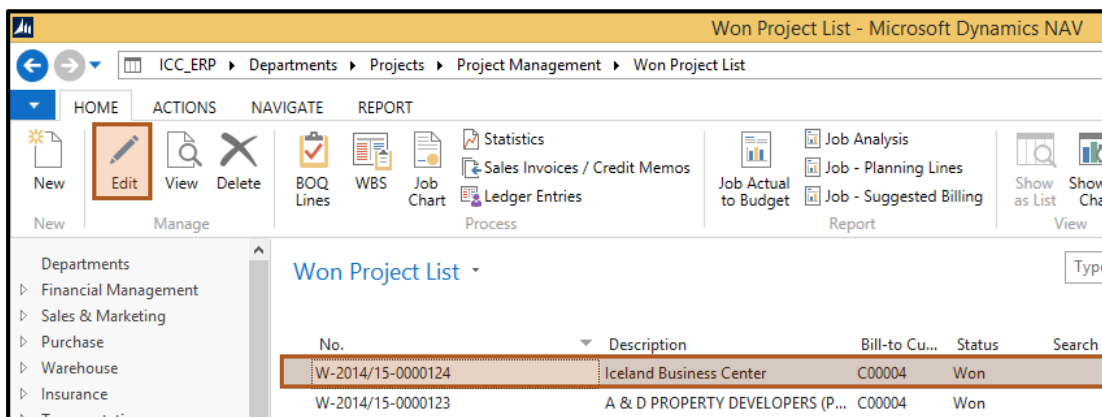 Won Project List - Microsoft Dynamics NAV
ICC_ERP Departments Projects Project Management Won Project List
HOME ACTIONS NAVIGATE REPORT
New
Edit
View
Delete
BOQ
Lines
WBS
Job
Chart
Statistics
Sales Invoices / Credit Memos
Ledger Entries
Job Actual
to Budget
Job Analysis
Job - Planning Lines
Job - Suggested Billing
Show
as List
Show
Cha
New Manage Process Report View
Departments
Financial Management
Sales & Marketing
Purchase
Warehouse
Insurance
Won Project List
Type
No. Description Bill-to Cu... Status Search
W-2014/15-0000124 Iceland Business Center C00004 Won
W-2014/15-0000123 A & D PROPERTY DEVELOPERS (P... C00004 Won